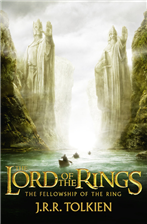 THE
LORD OF THE RINGS
THE FELLOWSHIP OF THE RING
J.R.R. TOLKIEN